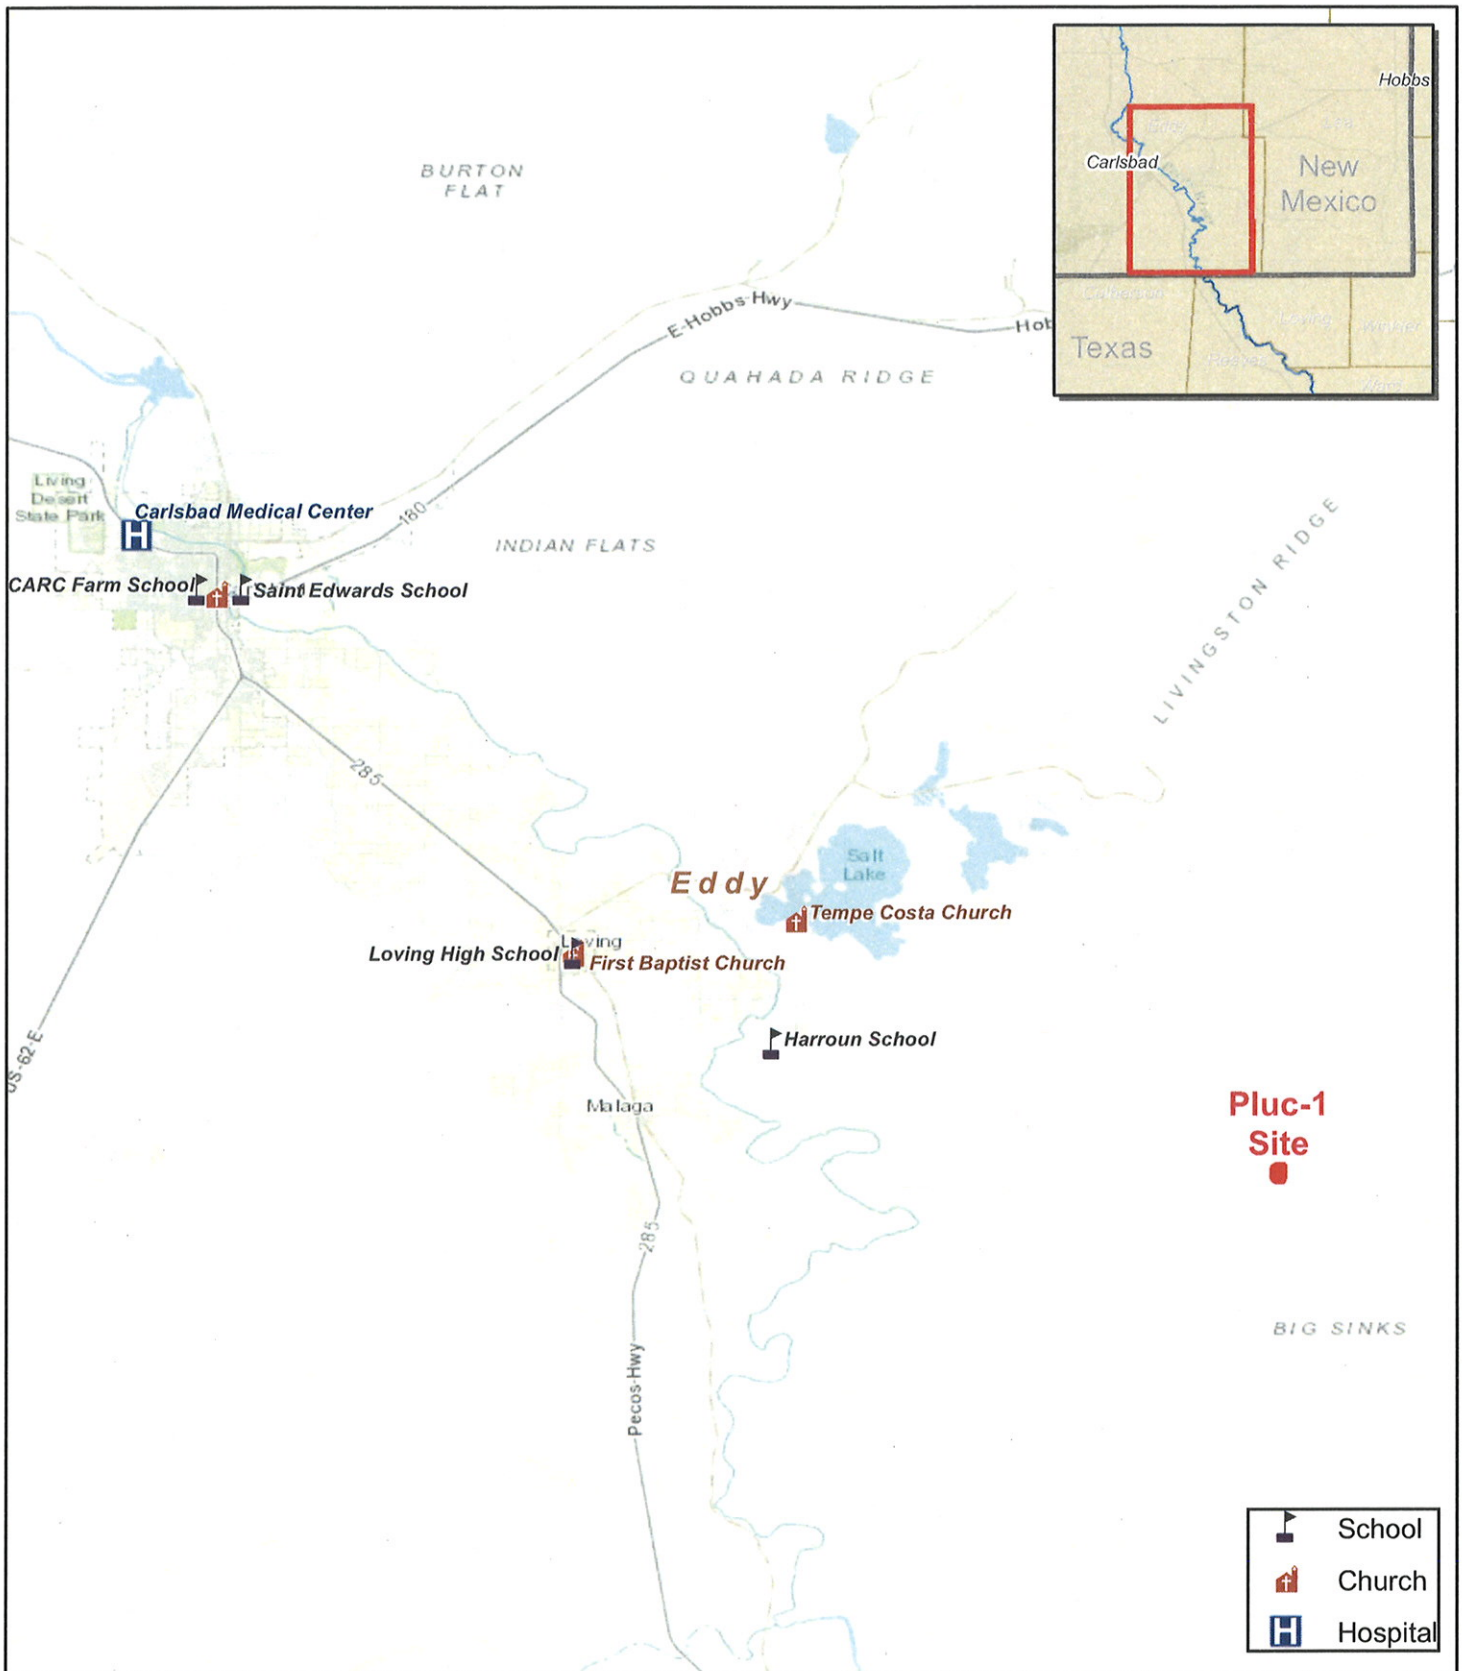 BURTON
FLAT
Hobbs
Carlsbad
New
Mexico
Texas
E-Hobbs-Hwy
Hob
QUAHADA RIDGE
Living
Desert
State Park
Carlsbad Medical Center
180
INDIAN FLATS
LIVINGSTON RIDGE
CARC Farm School
Saint Edwards School
285
Salt
Lake
Eddy
Tempe Costa Church
Loving
Loving High School
First Baptist Church
US-62-E
Harroun School
Malaga
Pluc-1
Site
285
BIG SINKS
Pecos-Hwy
School
Church
H Hospital